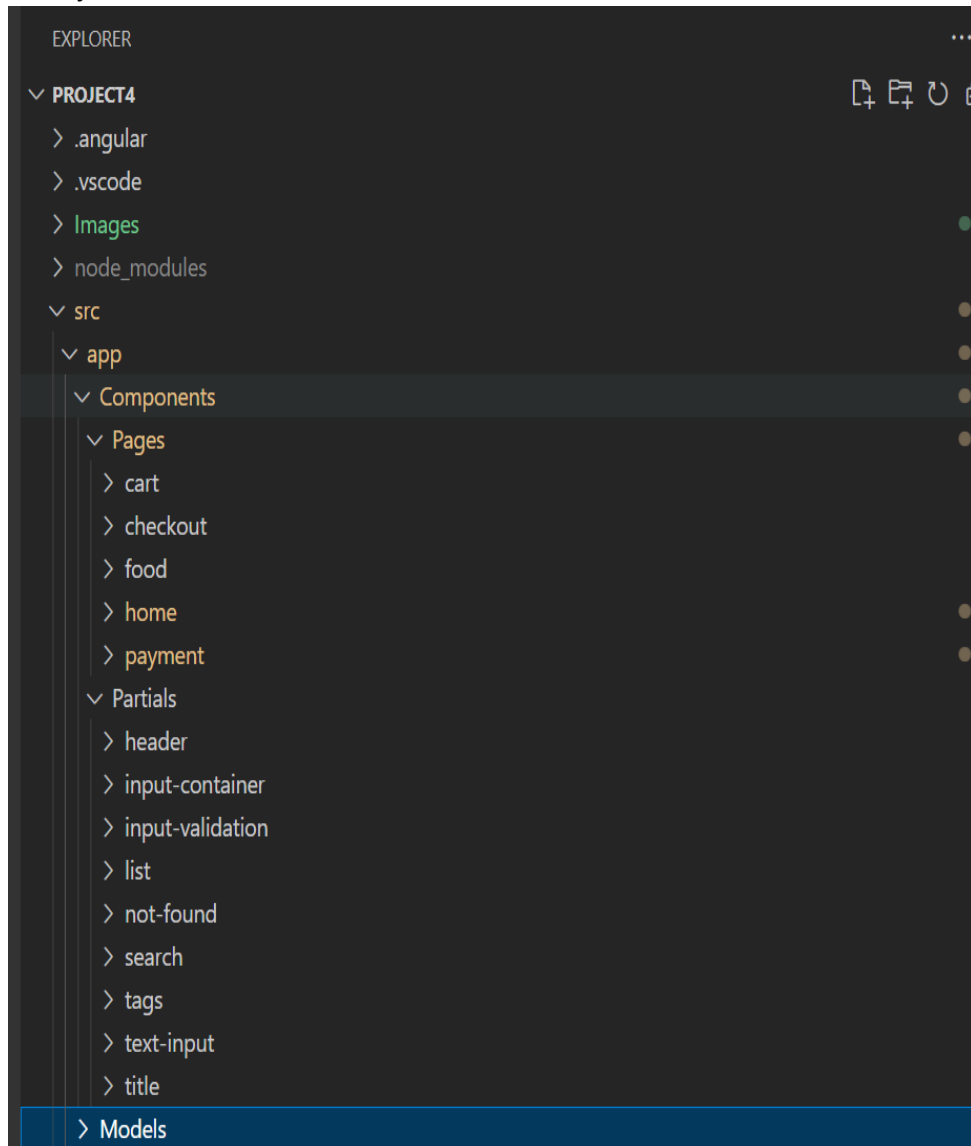 EXPLORER
PROJECT4
.angular
.vscode
Images
node_modules
src
app
Components
Pages
cart
checkout
food
home
payment
Partials
header
input-container
input-validation
list
not-found
search
tags
text-input
title
Models